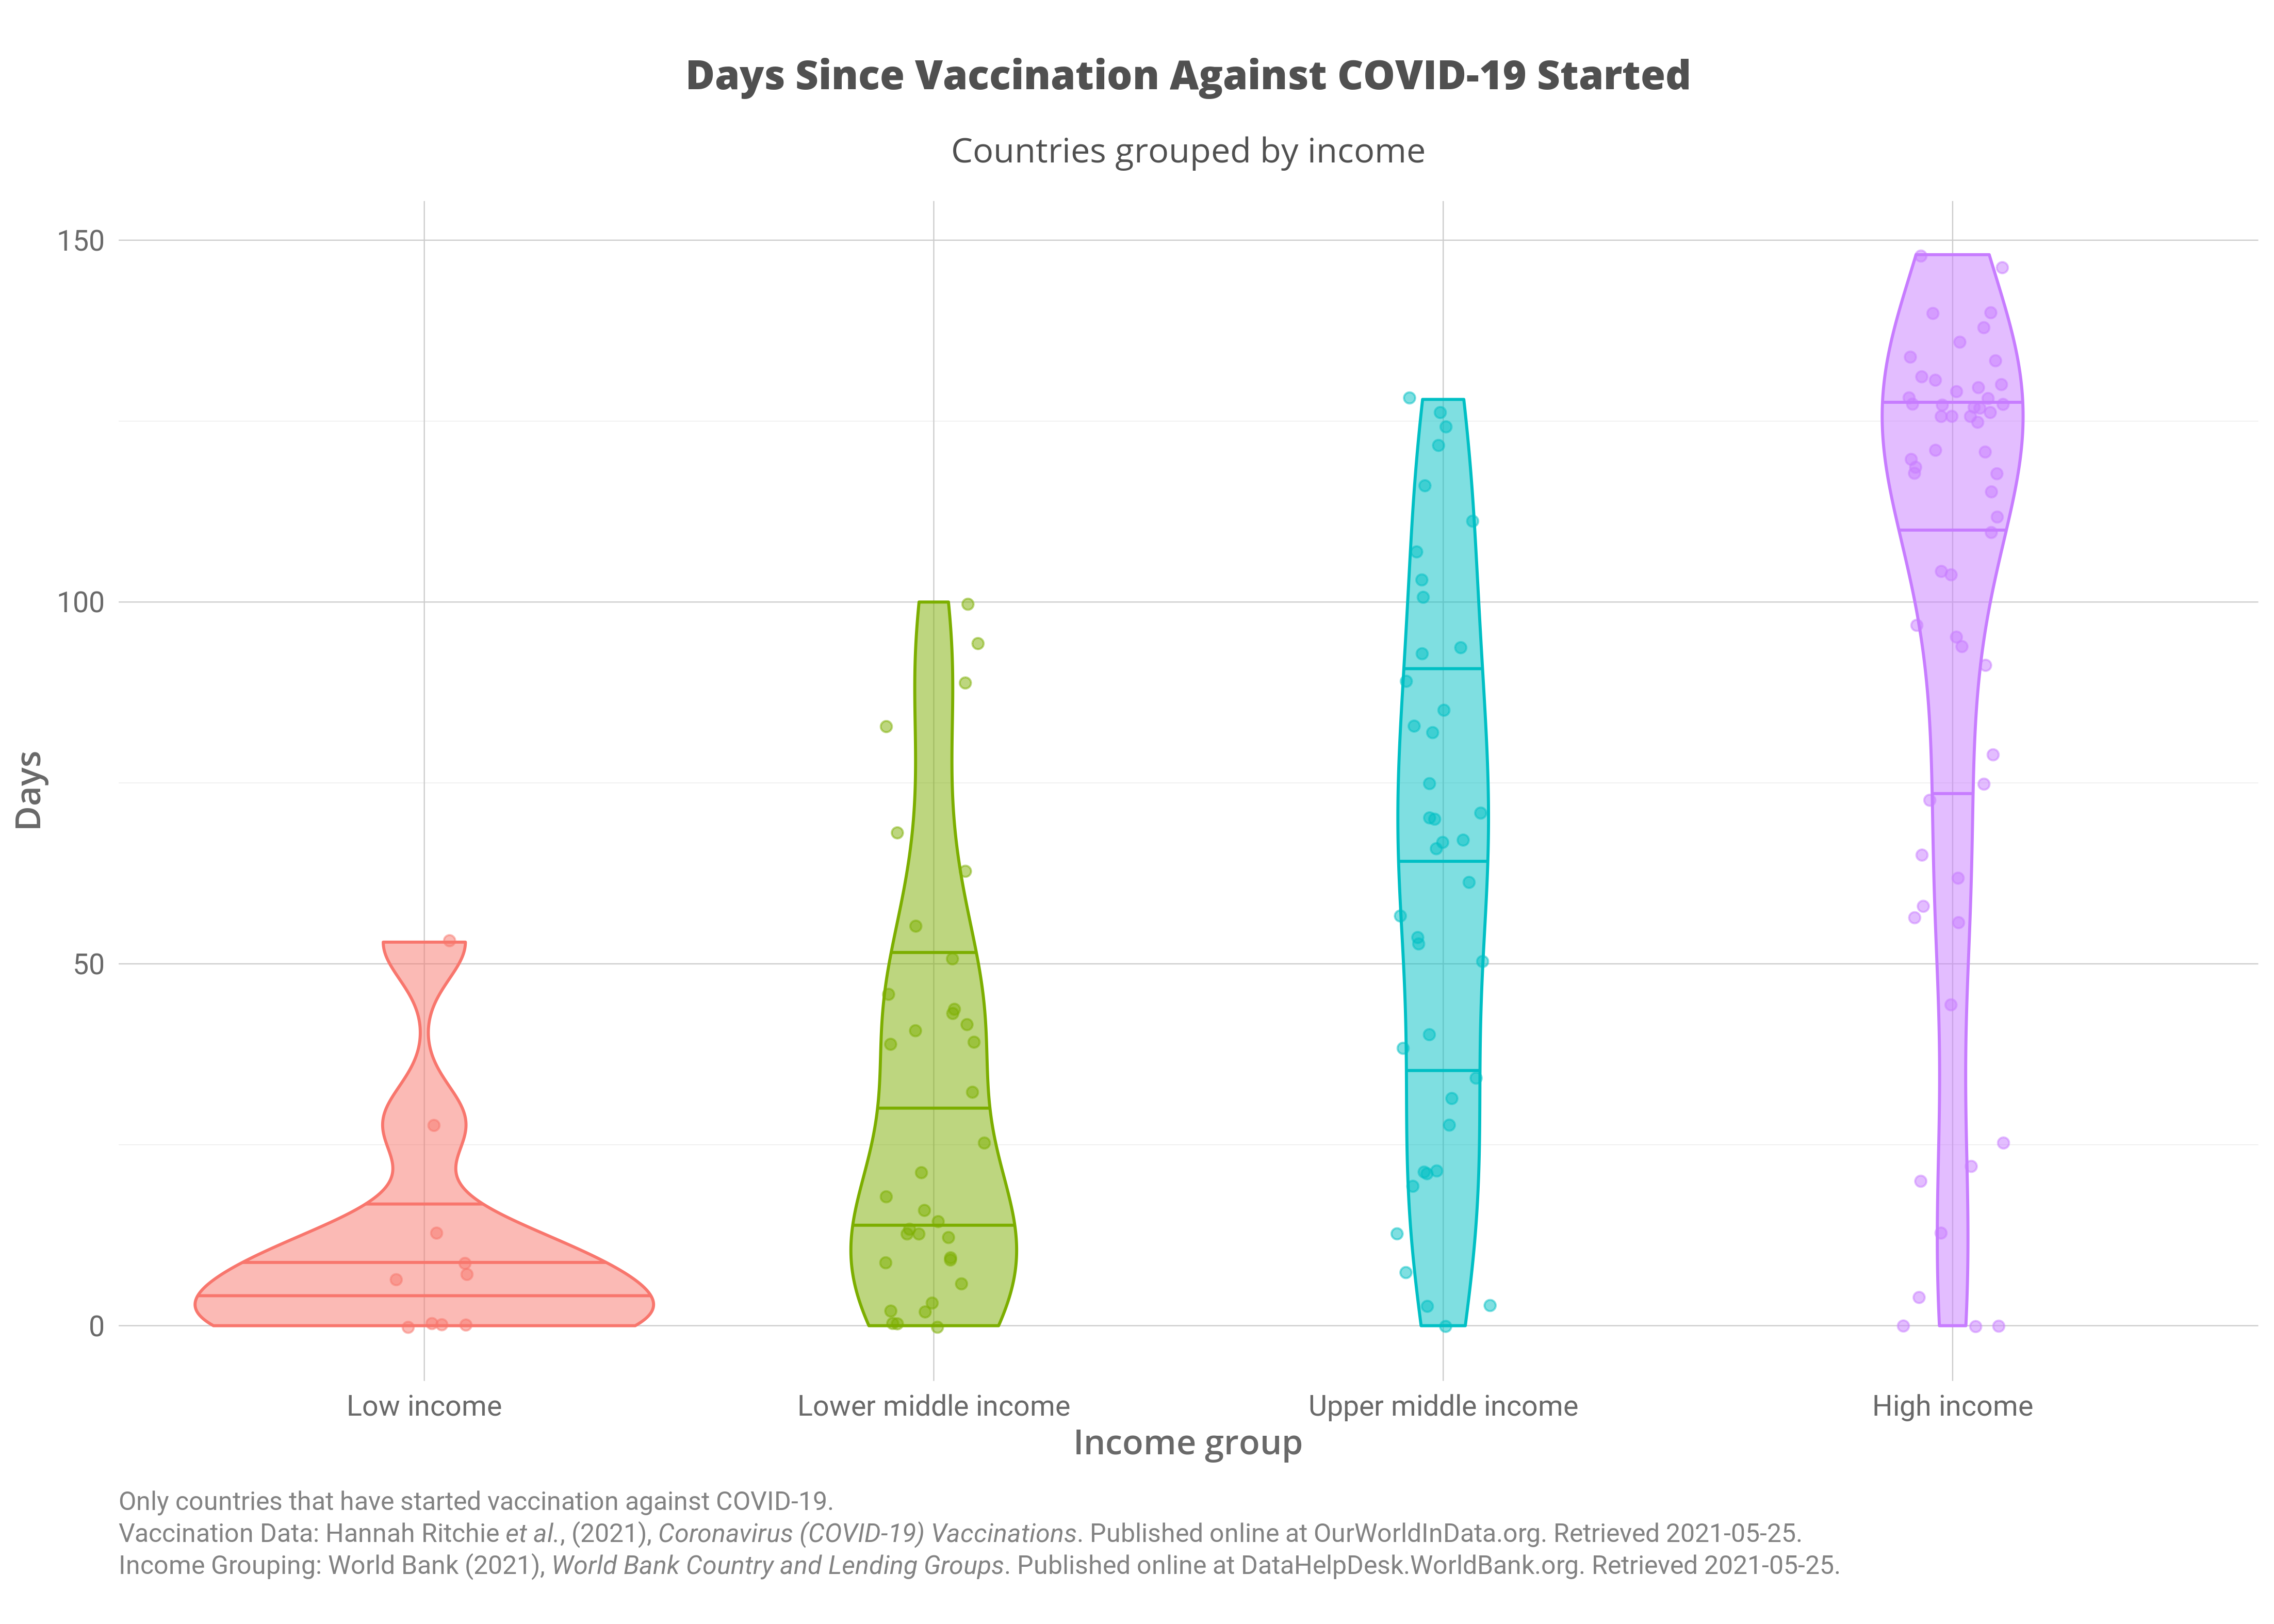 Days Since Vaccination Against COVID-19 Started
Countries grouped by income
150
100
50
0
Days
Low income
Lower middle income
Upper middle income
High income
Income group
Only countries that have started vaccination against COVID-19.
Vaccination Data: Hannah Ritchie et al., (2021), Coronavirus (COVID-19) Vaccinations. Published online at OurWorldInData.org. Retrieved 2021-05-25.
Income Grouping: World Bank (2021), World Bank Country and Lending Groups. Published online at DataHelpDesk.WorldBank.org. Retrieved 2021-05-25.